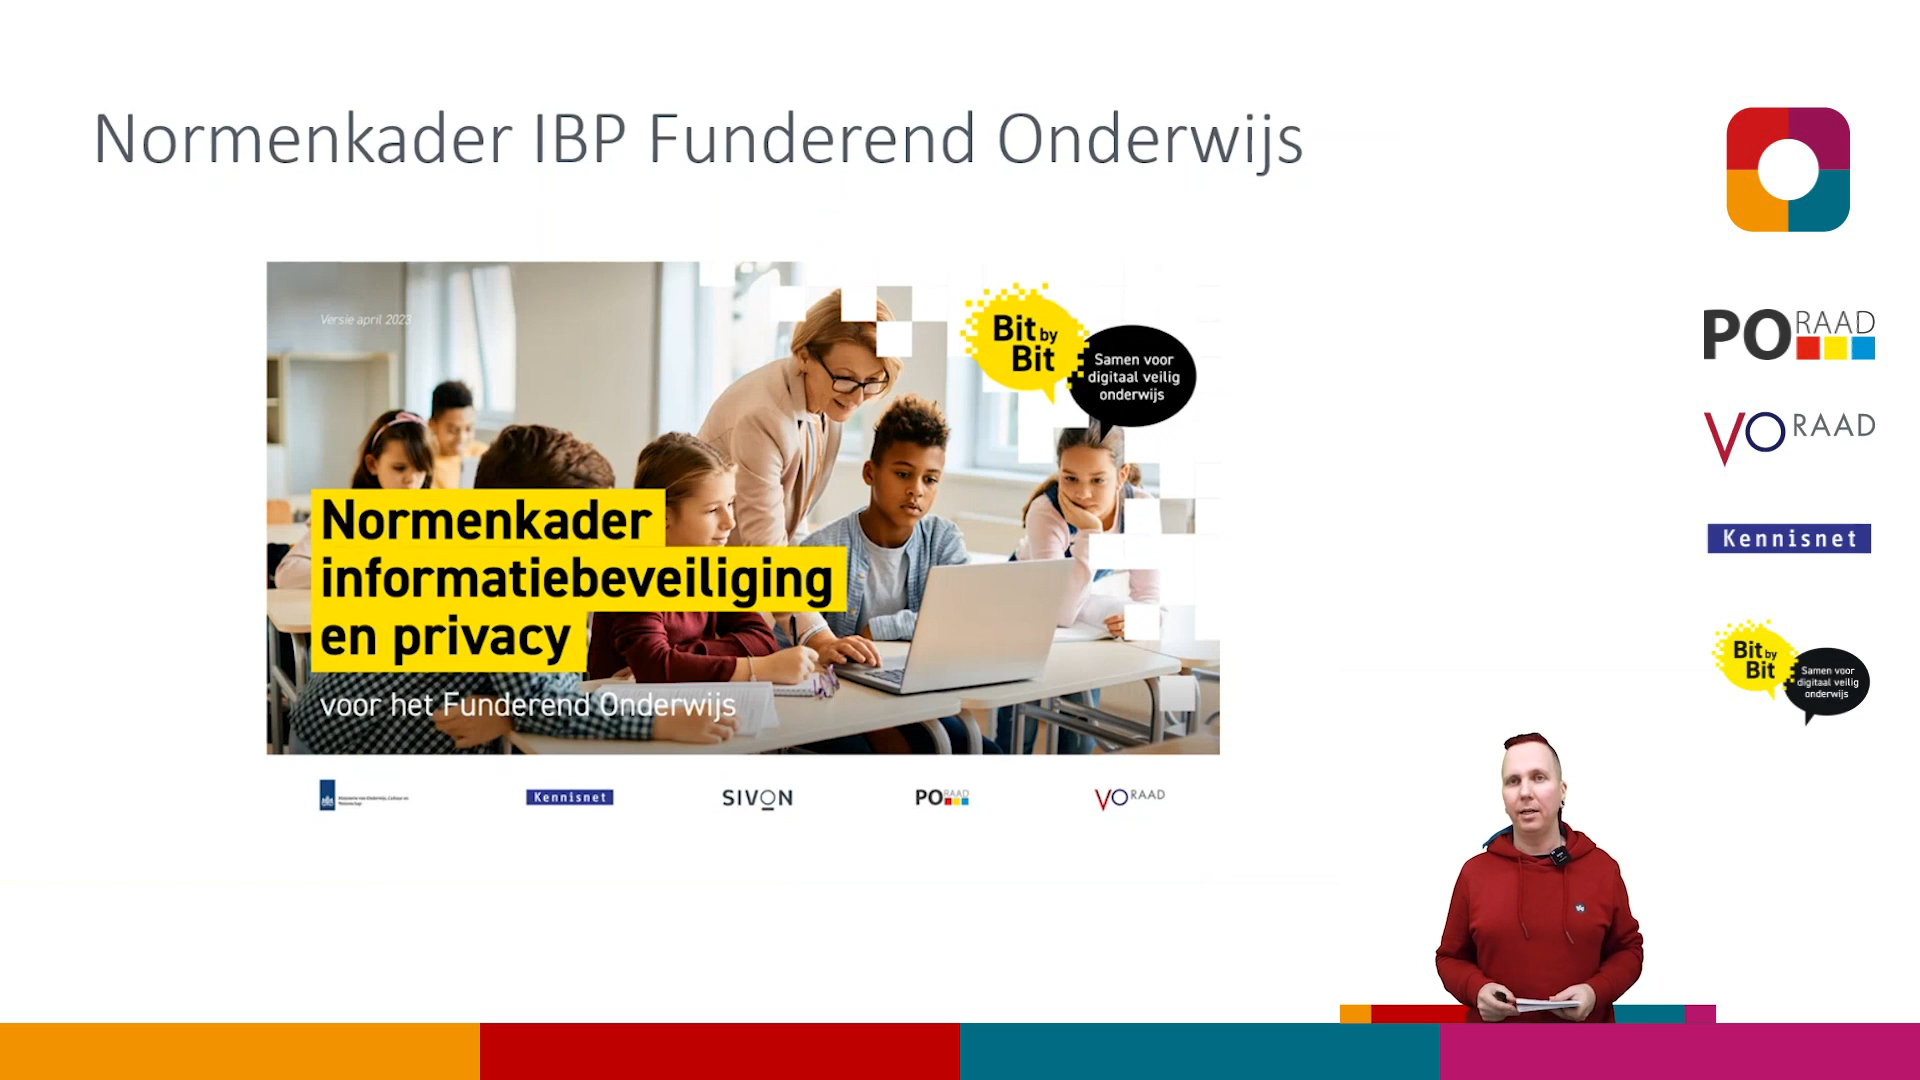 Normenkader IBP Funderend Onderwijs
Versie april 2023
Bit by
Bit
Samen voor
digitaal veilig
onderwijs
Normenkader
informatiebeveiliging
en privacy
voor het Funderend Onderwijs
Kennisnet
SIVON
PO RAAD
VO RAAD
PO RAAD
VO RAAD
Kennisnet
Bit by
Bit
Samen voor
digitaal veilig
onderwijs